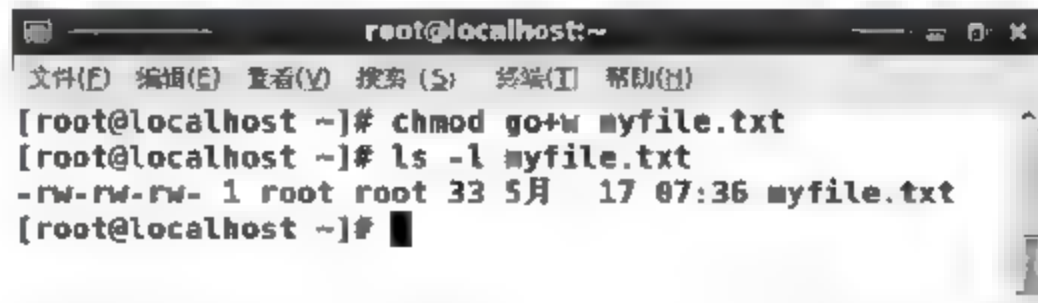 root@localhost:~
文件(F) 编辑(E) 查看(V) 搜索 (S) 终端(T) 帮助(H)
[root@localhost ~]# chmod go+w myfile.txt
[root@localhost ~]# ls -l myfile.txt
-rw-rw-rw- 1 root root 33 5月 17 07:36 myfile.txt
[root@localhost ~]#